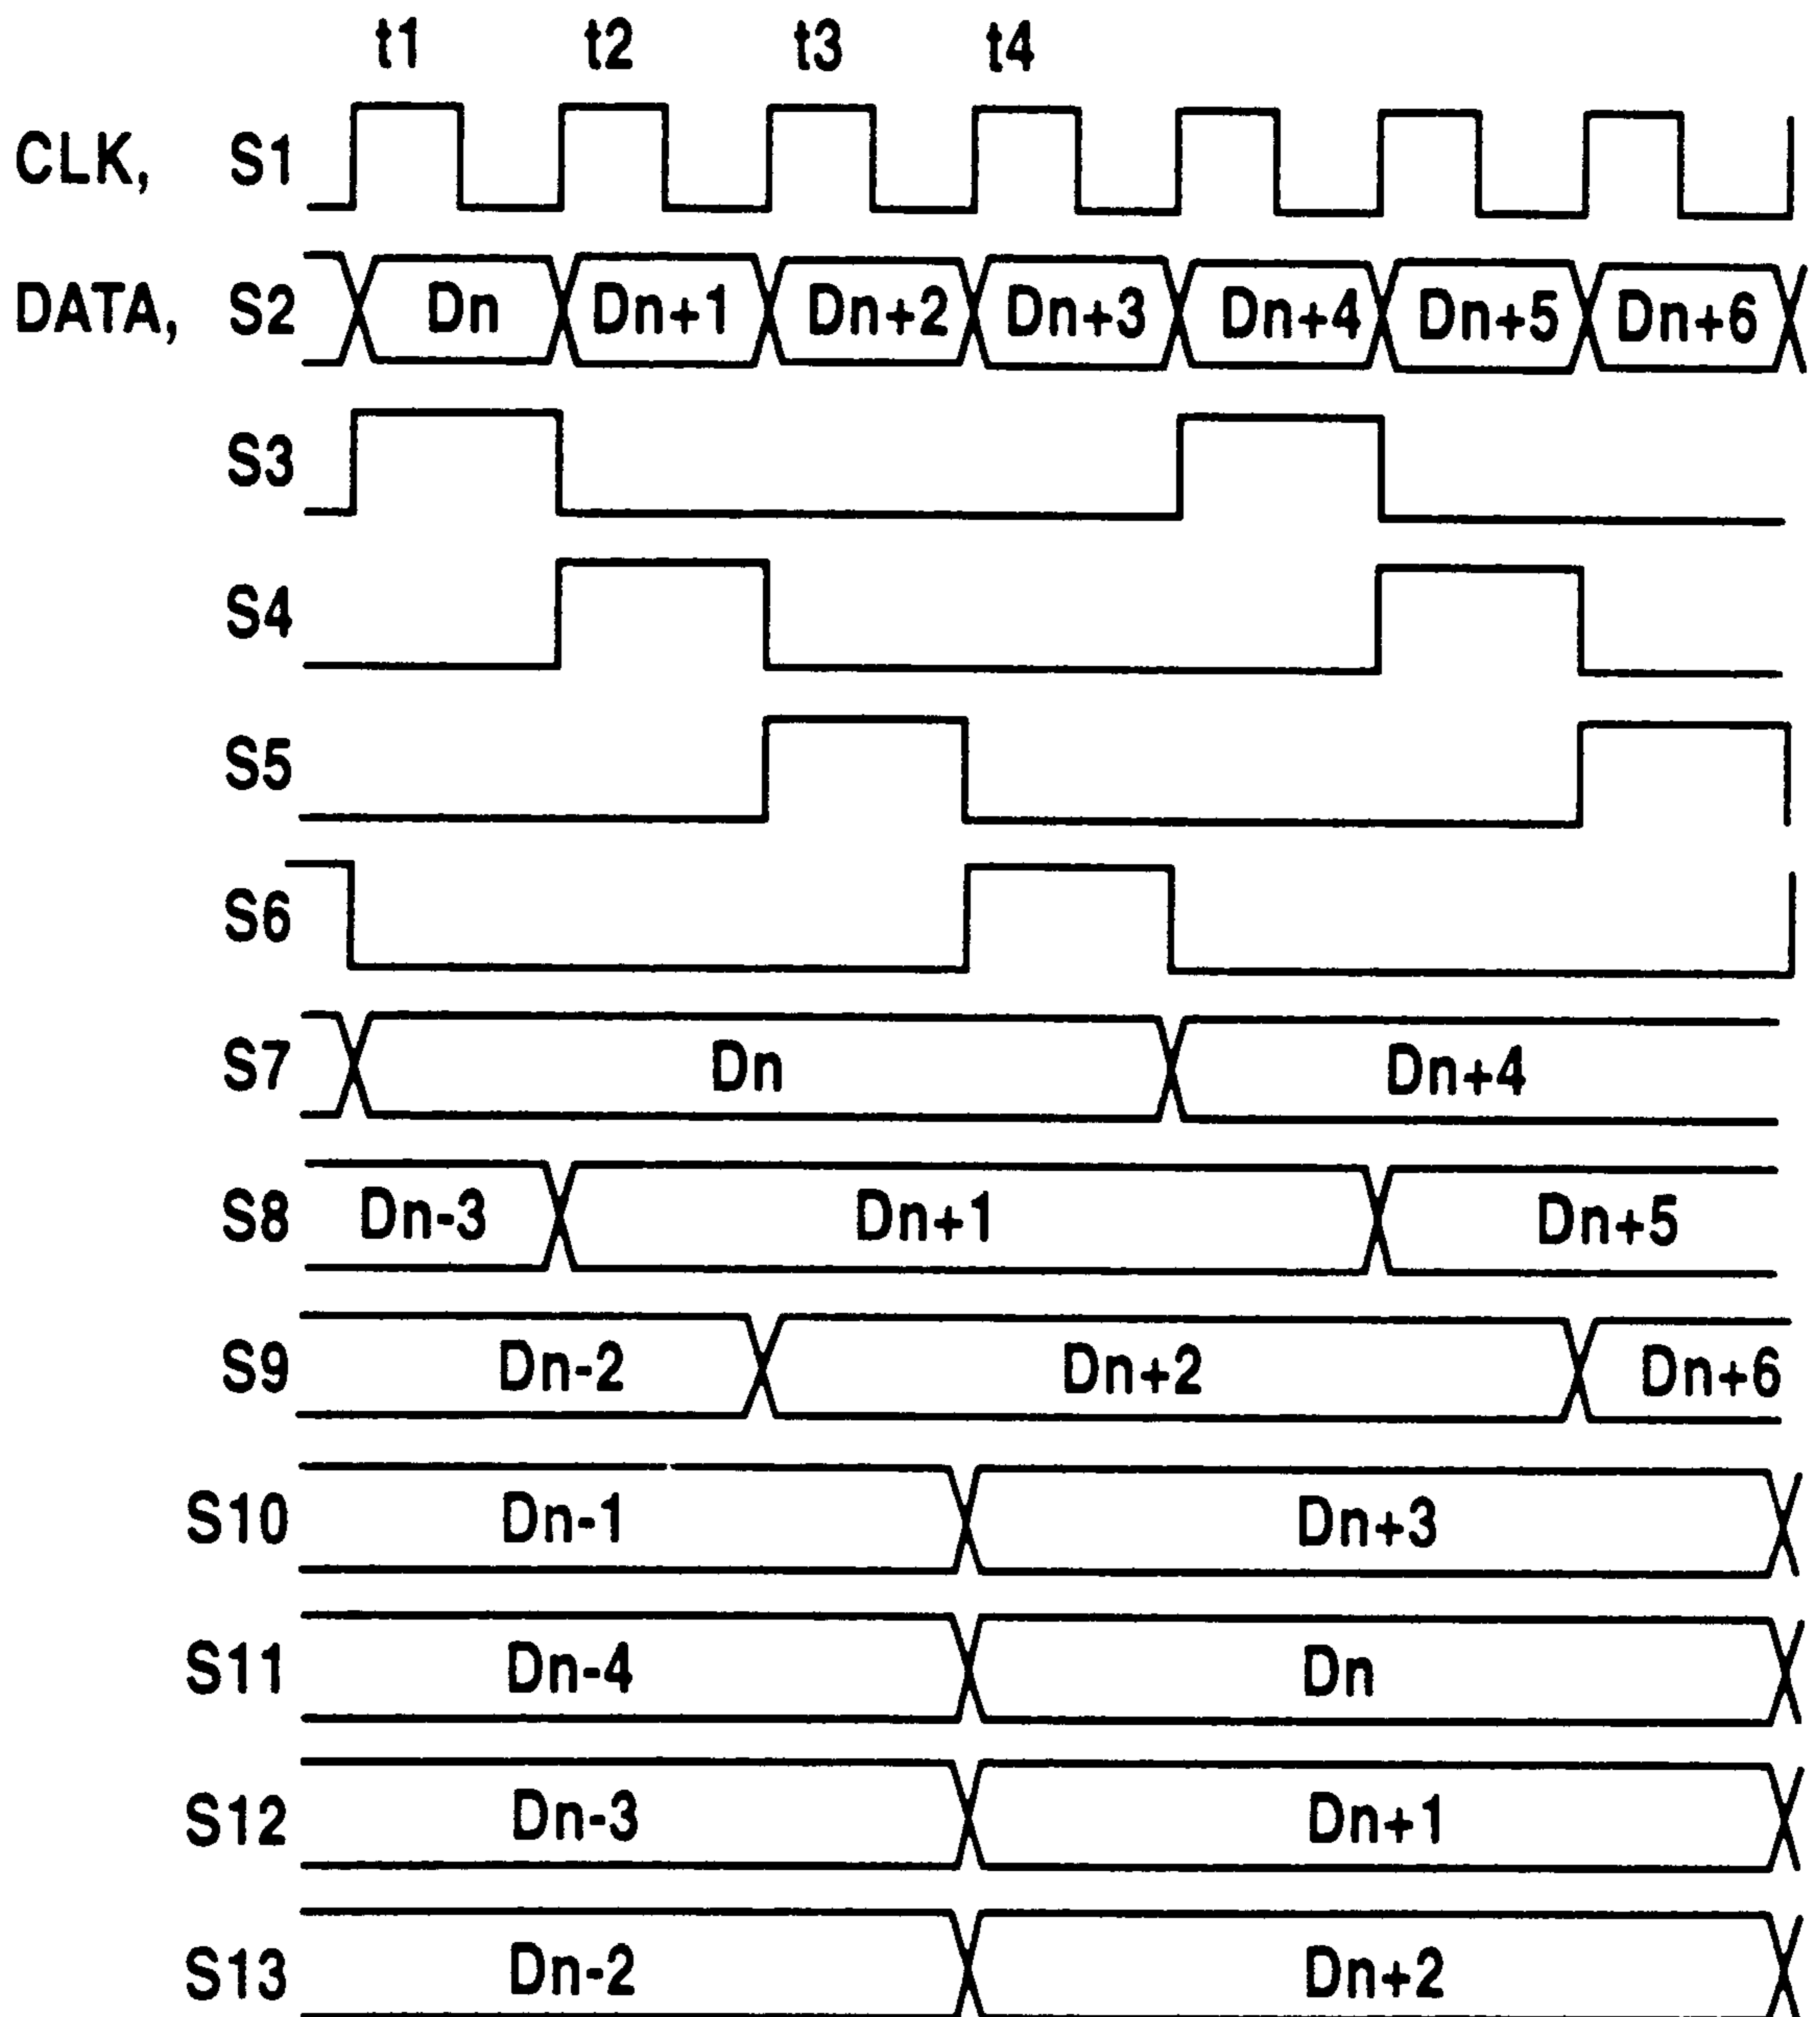 t1 t2 t3 t4
CLK, S1
DATA, S2 Dn Dn+1 Dn+2 Dn+3 Dn+4 Dn+5 Dn+6
S3
S4
S5
S6
S7 Dn Dn+4
S8 Dn-3 Dn+1 Dn+5
S9 Dn-2 Dn+2 Dn+6
S10 Dn-1 Dn+3
S11 Dn-4 Dn
S12 Dn-3 Dn+1
S13 Dn-2 Dn+2